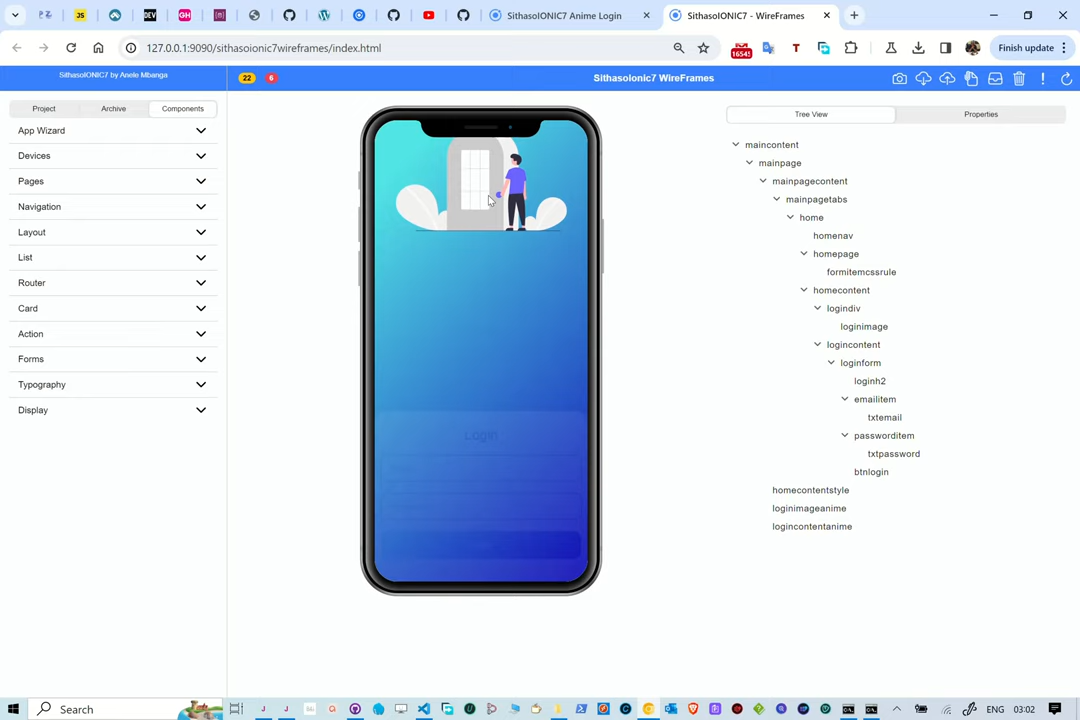 SithasoIONIC7 Anime Login
SithasoIONIC7 - WireFrames
127.0.0.1:9090/sithasoionic7wireframes/index.html
16545
Finish update
SithasoIONIC7 by Anele Mbanga
22
6
SithasoIonic7 WireFrames
Project
Archive
Components
App Wizard
Devices
Pages
Navigation
Layout
List
Router
Card
Action
Forms
Typography
Display
Login
Tree View
Properties
maincontent
mainpage
mainpagecontent
mainpagetabs
home
homenav
homepage
formitemcssrule
homecontent
logindiv
loginimage
logincontent
loginform
loginh2
emailitem
txtemail
passworditem
txtpassword
btnlogin
homecontentstyle
loginimageanime
logincontentanime
Search
ENG
03:02